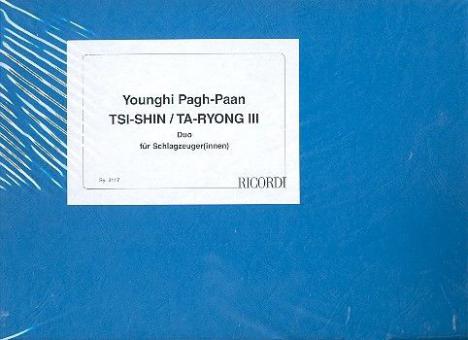 Younghi Pagh-Paan
TSI-SHIN / TA-RYONG III
Duo
für Schlagzeuger(innen)
RICORDI